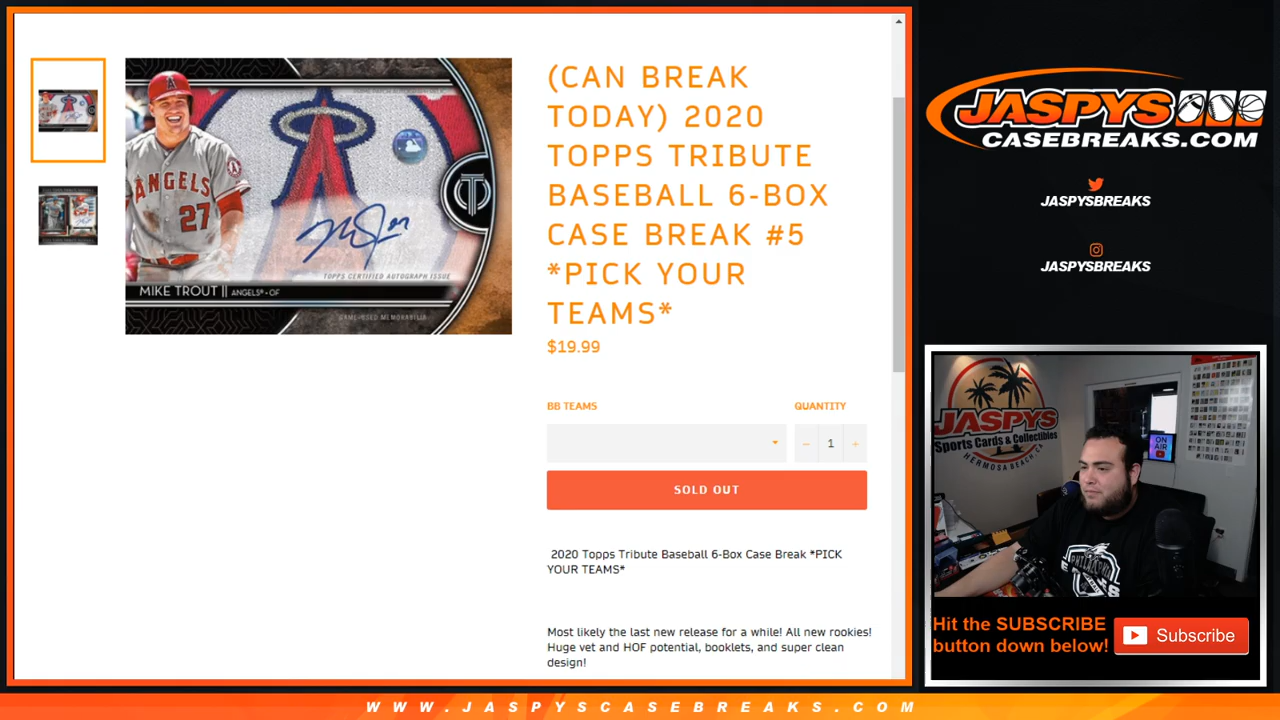 (CAN BREAK
TODAY) 2020
TOPPS TRIBUTE
BASEBALL 6-BOX
CASE BREAK #5
*PICK YOUR
TEAMS*
$19.99
BB TEAMS
QUANTITY
− 1 +
SOLD OUT
2020 Topps Tribute Baseball 6-Box Case Break *PICK
YOUR TEAMS*
Most likely the last new release for a while! All new rookies!
Huge vet and HOF potential, booklets, and super clean
design!
ANGELS
27
TOPPS CERTIFIED AUTOGRAPH ISSUE
MIKE TROUT || ANGELS® • OF
GAME-USED MEMORABILIA
JASPYS
CASEBREAKS.COM
JASPYSBREAKS
JASPYSBREAKS
JASPYS
Sports Cards & Collectibles
HERMOSA BEACH, CA
ON
AIR
Hit the SUBSCRIBE
button down below!
Subscribe
WWW.JASPYSCASEBREAKS.COM